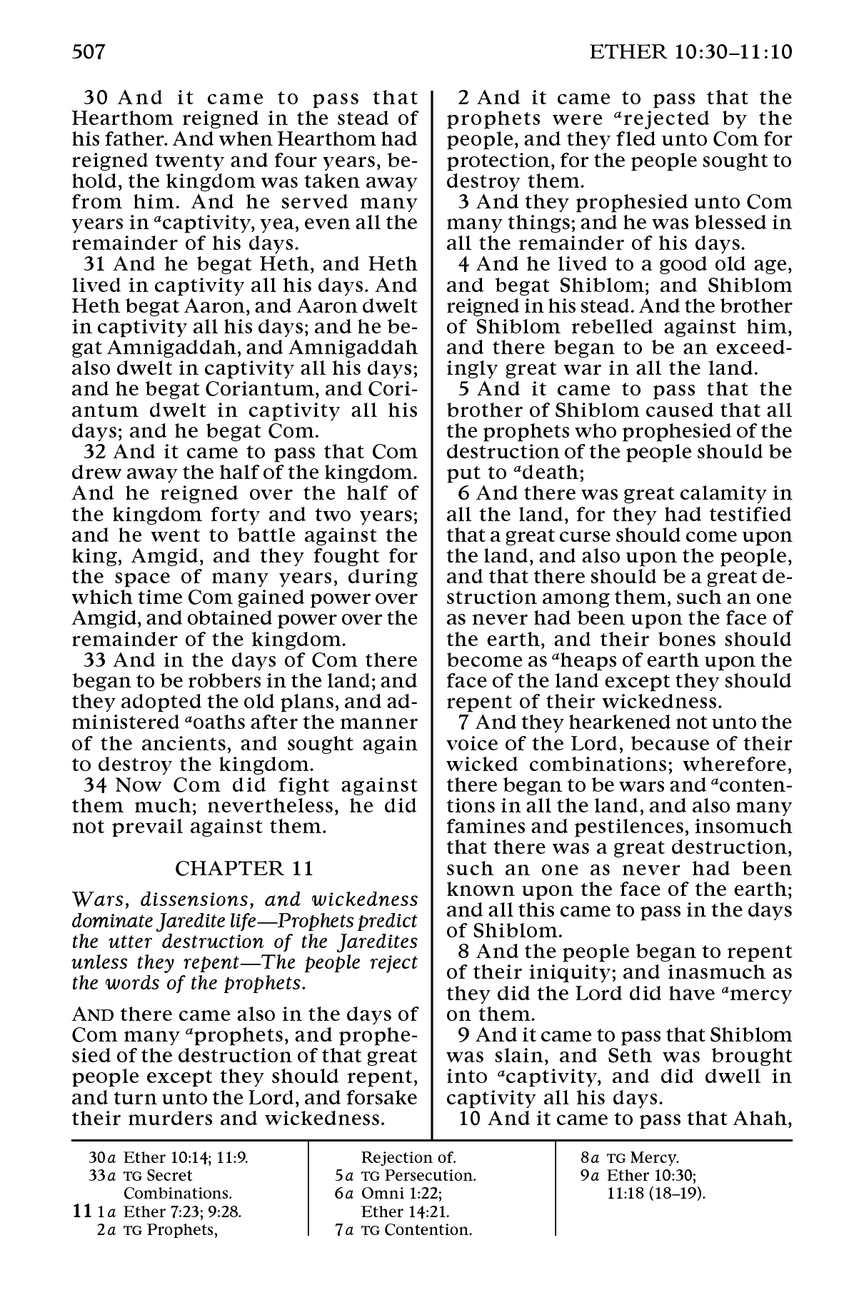 507
ETHER 10:30–11:10
30 And it came to pass that
Hearthom reigned in the stead of
his father. And when Hearthom had
reigned twenty and four years, be-
hold, the kingdom was taken away
from him. And he served many
years in acaptivity, yea, even all the
remainder of his days.
31 And he begat Heth, and Heth
lived in captivity all his days. And
Heth begat Aaron, and Aaron dwelt
in captivity all his days; and he be-
gat Amnigaddah, and Amnigaddah
also dwelt in captivity all his days;
and he begat Coriantum, and Cori-
antum dwelt in captivity all his
days; and he begat Com.
32 And it came to pass that Com
drew away the half of the kingdom.
And he reigned over the half of
the kingdom forty and two years;
and he went to battle against the
king, Amgid, and they fought for
the space of many years, during
which time Com gained power over
Amgid, and obtained power over the
remainder of the kingdom.
33 And in the days of Com there
began to be robbers in the land; and
they adopted the old plans, and ad-
ministered aoaths after the manner
of the ancients, and sought again
to destroy the kingdom.
34 Now Com did fight against
them much; nevertheless, he did
not prevail against them.
CHAPTER 11
Wars, dissensions, and wickedness
dominate Jaredite life—Prophets predict
the utter destruction of the Jaredites
unless they repent—The people reject
the words of the prophets.
AND there came also in the days of
Com many aprophets, and prophe-
sied of the destruction of that great
people except they should repent,
and turn unto the Lord, and forsake
their murders and wickedness.
2 And it came to pass that the
prophets were arejected by the
people, and they fled unto Com for
protection, for the people sought to
destroy them.
3 And they prophesied unto Com
many things; and he was blessed in
all the remainder of his days.
4 And he lived to a good old age,
and begat Shiblom; and Shiblom
reigned in his stead. And the brother
of Shiblom rebelled against him,
and there began to be an exceed-
ingly great war in all the land.
5 And it came to pass that the
brother of Shiblom caused that all
the prophets who prophesied of the
destruction of the people should be
put to adeath;
6 And there was great calamity in
all the land, for they had testified
that a great curse should come upon
the land, and also upon the people,
and that there should be a great de-
struction among them, such an one
as never had been upon the face of
the earth, and their bones should
become as aheaps of earth upon the
face of the land except they should
repent of their wickedness.
7 And they hearkened not unto the
voice of the Lord, because of their
wicked combinations; wherefore,
there began to be wars and aconten-
tions in all the land, and also many
famines and pestilences, insomuch
that there was a great destruction,
such an one as never had been
known upon the face of the earth;
and all this came to pass in the days
of Shiblom.
8 And the people began to repent
of their iniquity; and inasmuch as
they did the Lord did have amercy
on them.
9 And it came to pass that Shiblom
was slain, and Seth was brought
into acaptivity, and did dwell in
captivity all his days.
10 And it came to pass that Ahah,
30a Ether 10:14; 11:9.
33a TG Secret
Combinations.
11 1a Ether 7:23; 9:28.
2a TG Prophets,
Rejection of.
5a TG Persecution.
6a Omni 1:22;
Ether 14:21.
7a TG Contention.
8a TG Mercy.
9a Ether 10:30;
11:18 (18–19).